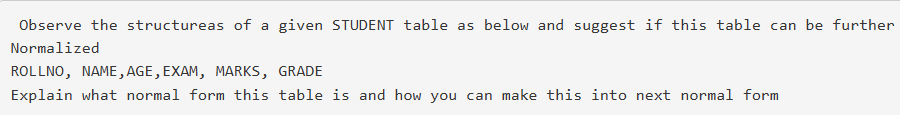 Observe the structureas of a given STUDENT table as below and suggest if this table can be further
Normalized
ROLLNO, NAME,AGE,EXAM, MARKS, GRADE
Explain what normal form this table is and how you can make this into next normal form